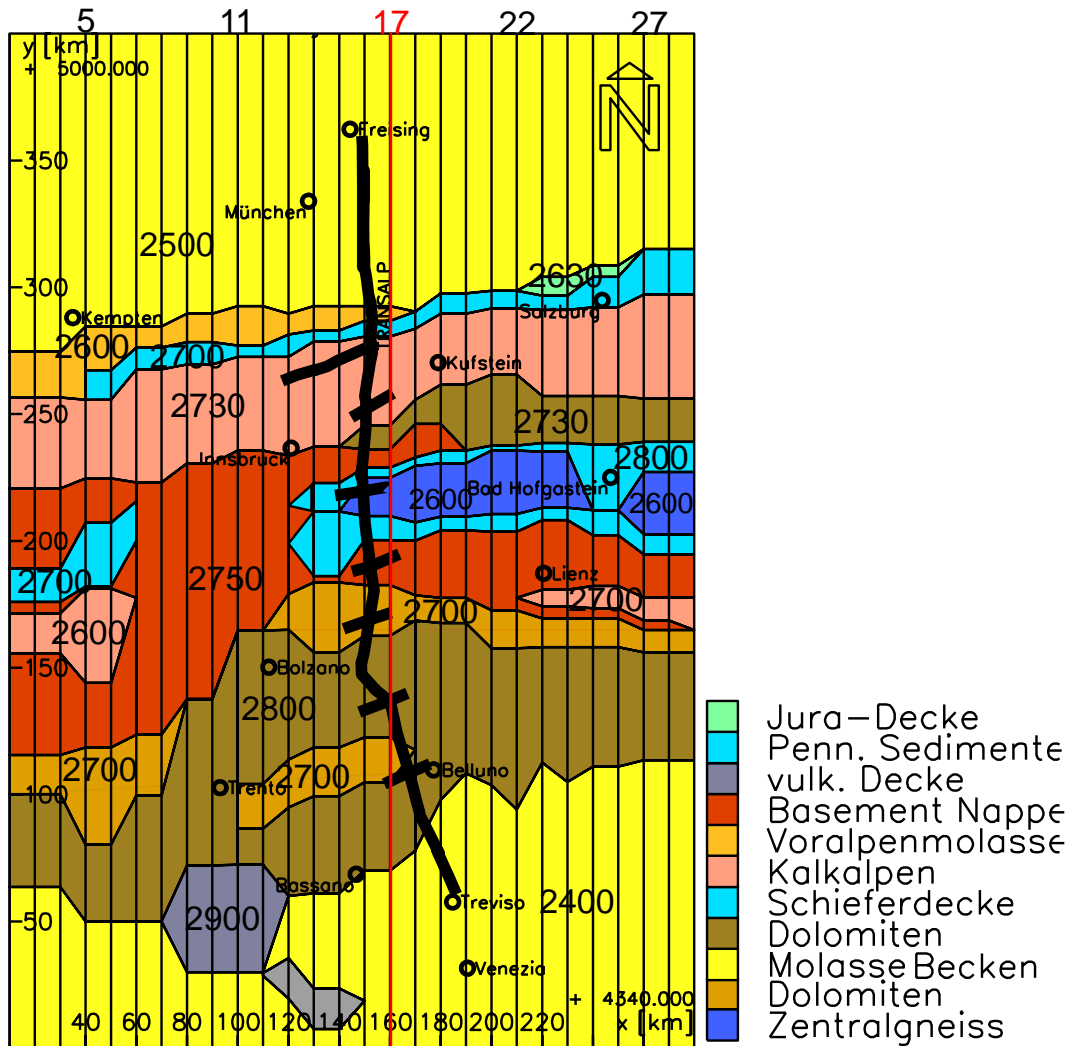 5 11 17 22 27
y [km]
+ 5000.000
Freising
350
München
2500
TRANSALP
300
2630
Salzburg
Kempten
2600
2700
Kufstein
2730
250
2730
Innsbruck
2800
Bad Hofgastein
2600
2600
200
2700
2750
Lienz
2700
2700
2600
150
Bolzano
2800
2700
2700
Belluno
100
Trento
Bassano
Treviso
2400
2900
50
Venezia
+ 4340.000
40 60 80 100 120 140 160 180 200 220 x [km]
N
Jura-Decke
Penn. Sedimente
vulk. Decke
Basement Nappe
Voralpenmolasse
Kalkalpen
Schieferdecke
Dolomiten
Molasse Becken
Dolomiten
Zentralgneiss